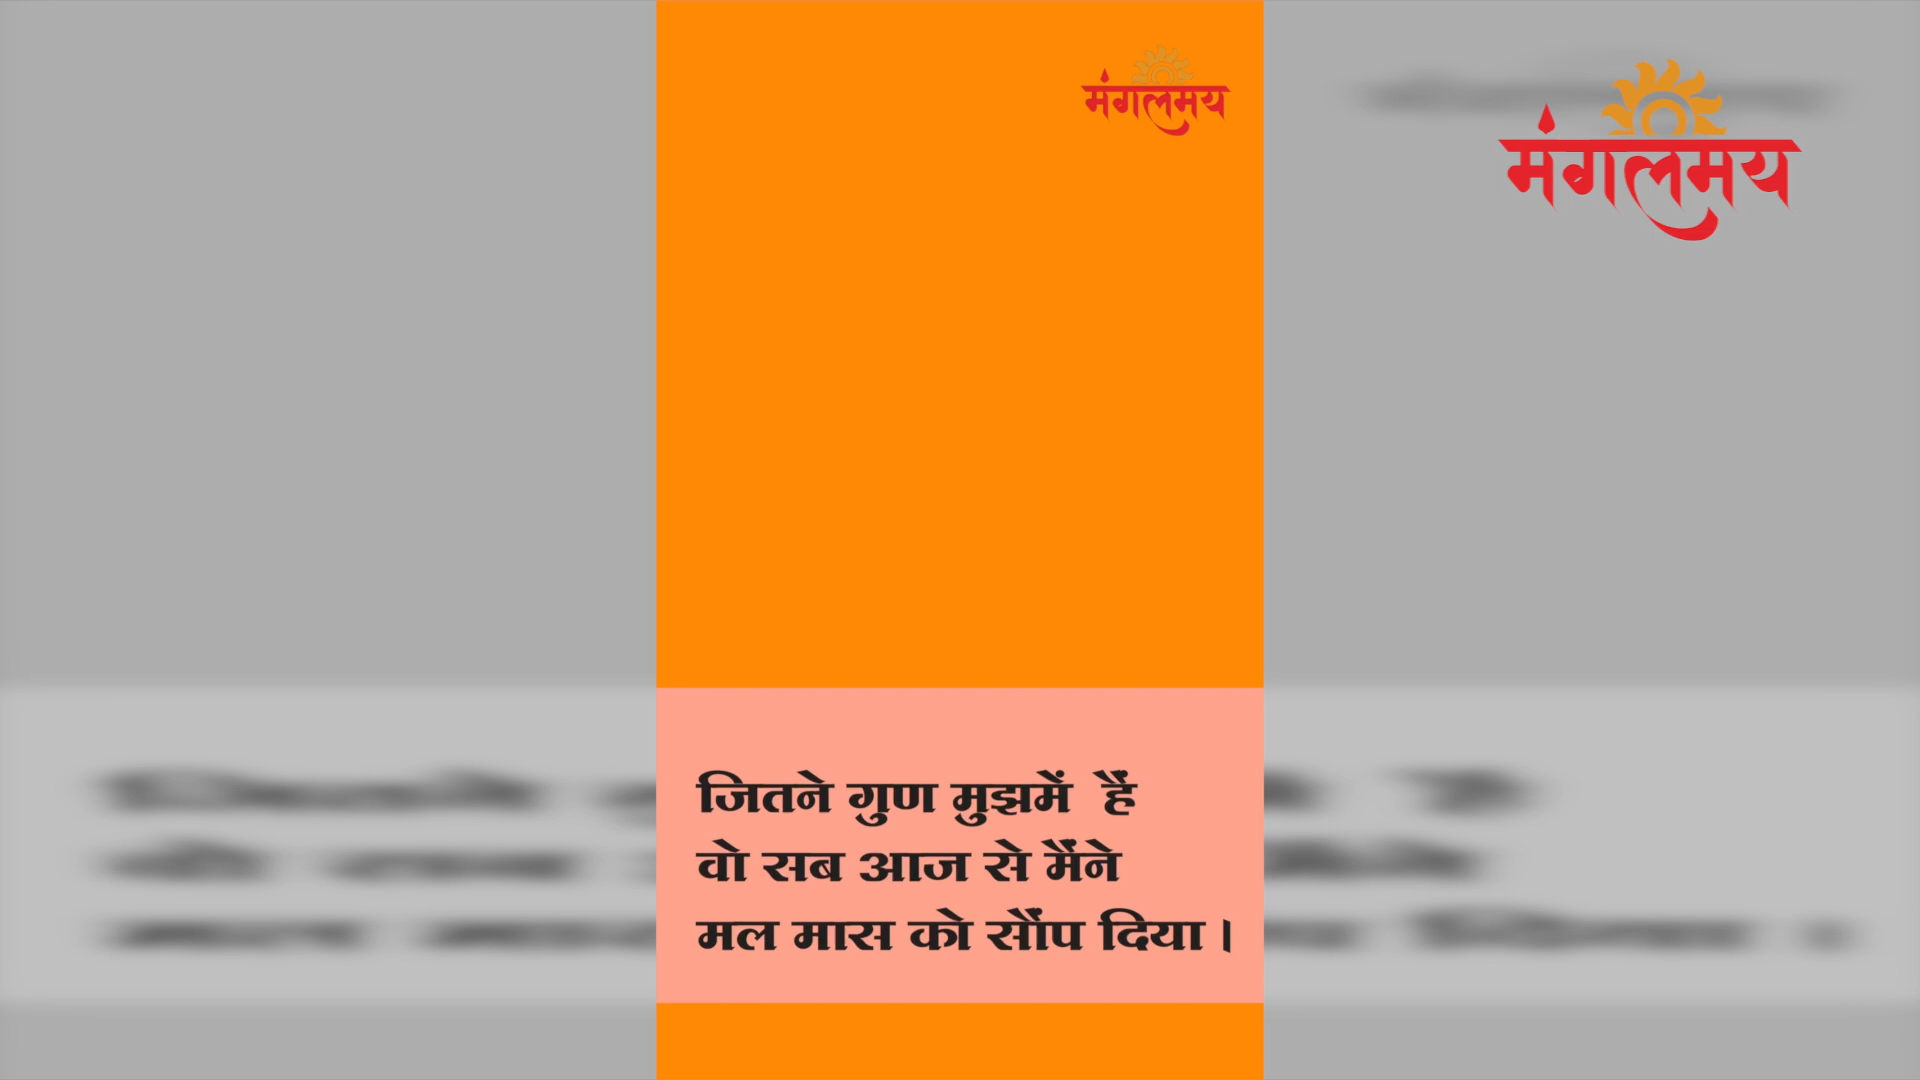 मंगलमय
मंगलमय
जितने गुण मुझमें हैं
वो सब आज से मैंने
मल मास को सौंप दिया।